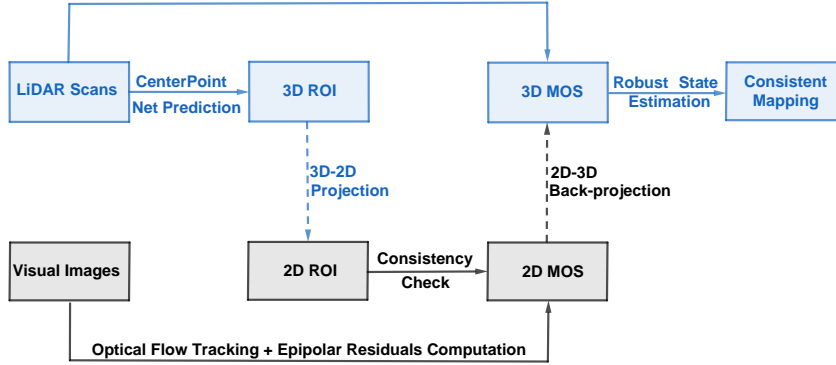 LiDAR Scans
CenterPoint
Net Prediction
3D ROI
3D MOS
Robust State
Estimation
Consistent
Mapping
3D-2D
Projection
2D-3D
Back-projection
Visual Images
2D ROI
Consistency
Check
2D MOS
Optical Flow Tracking + Epipolar Residuals Computation